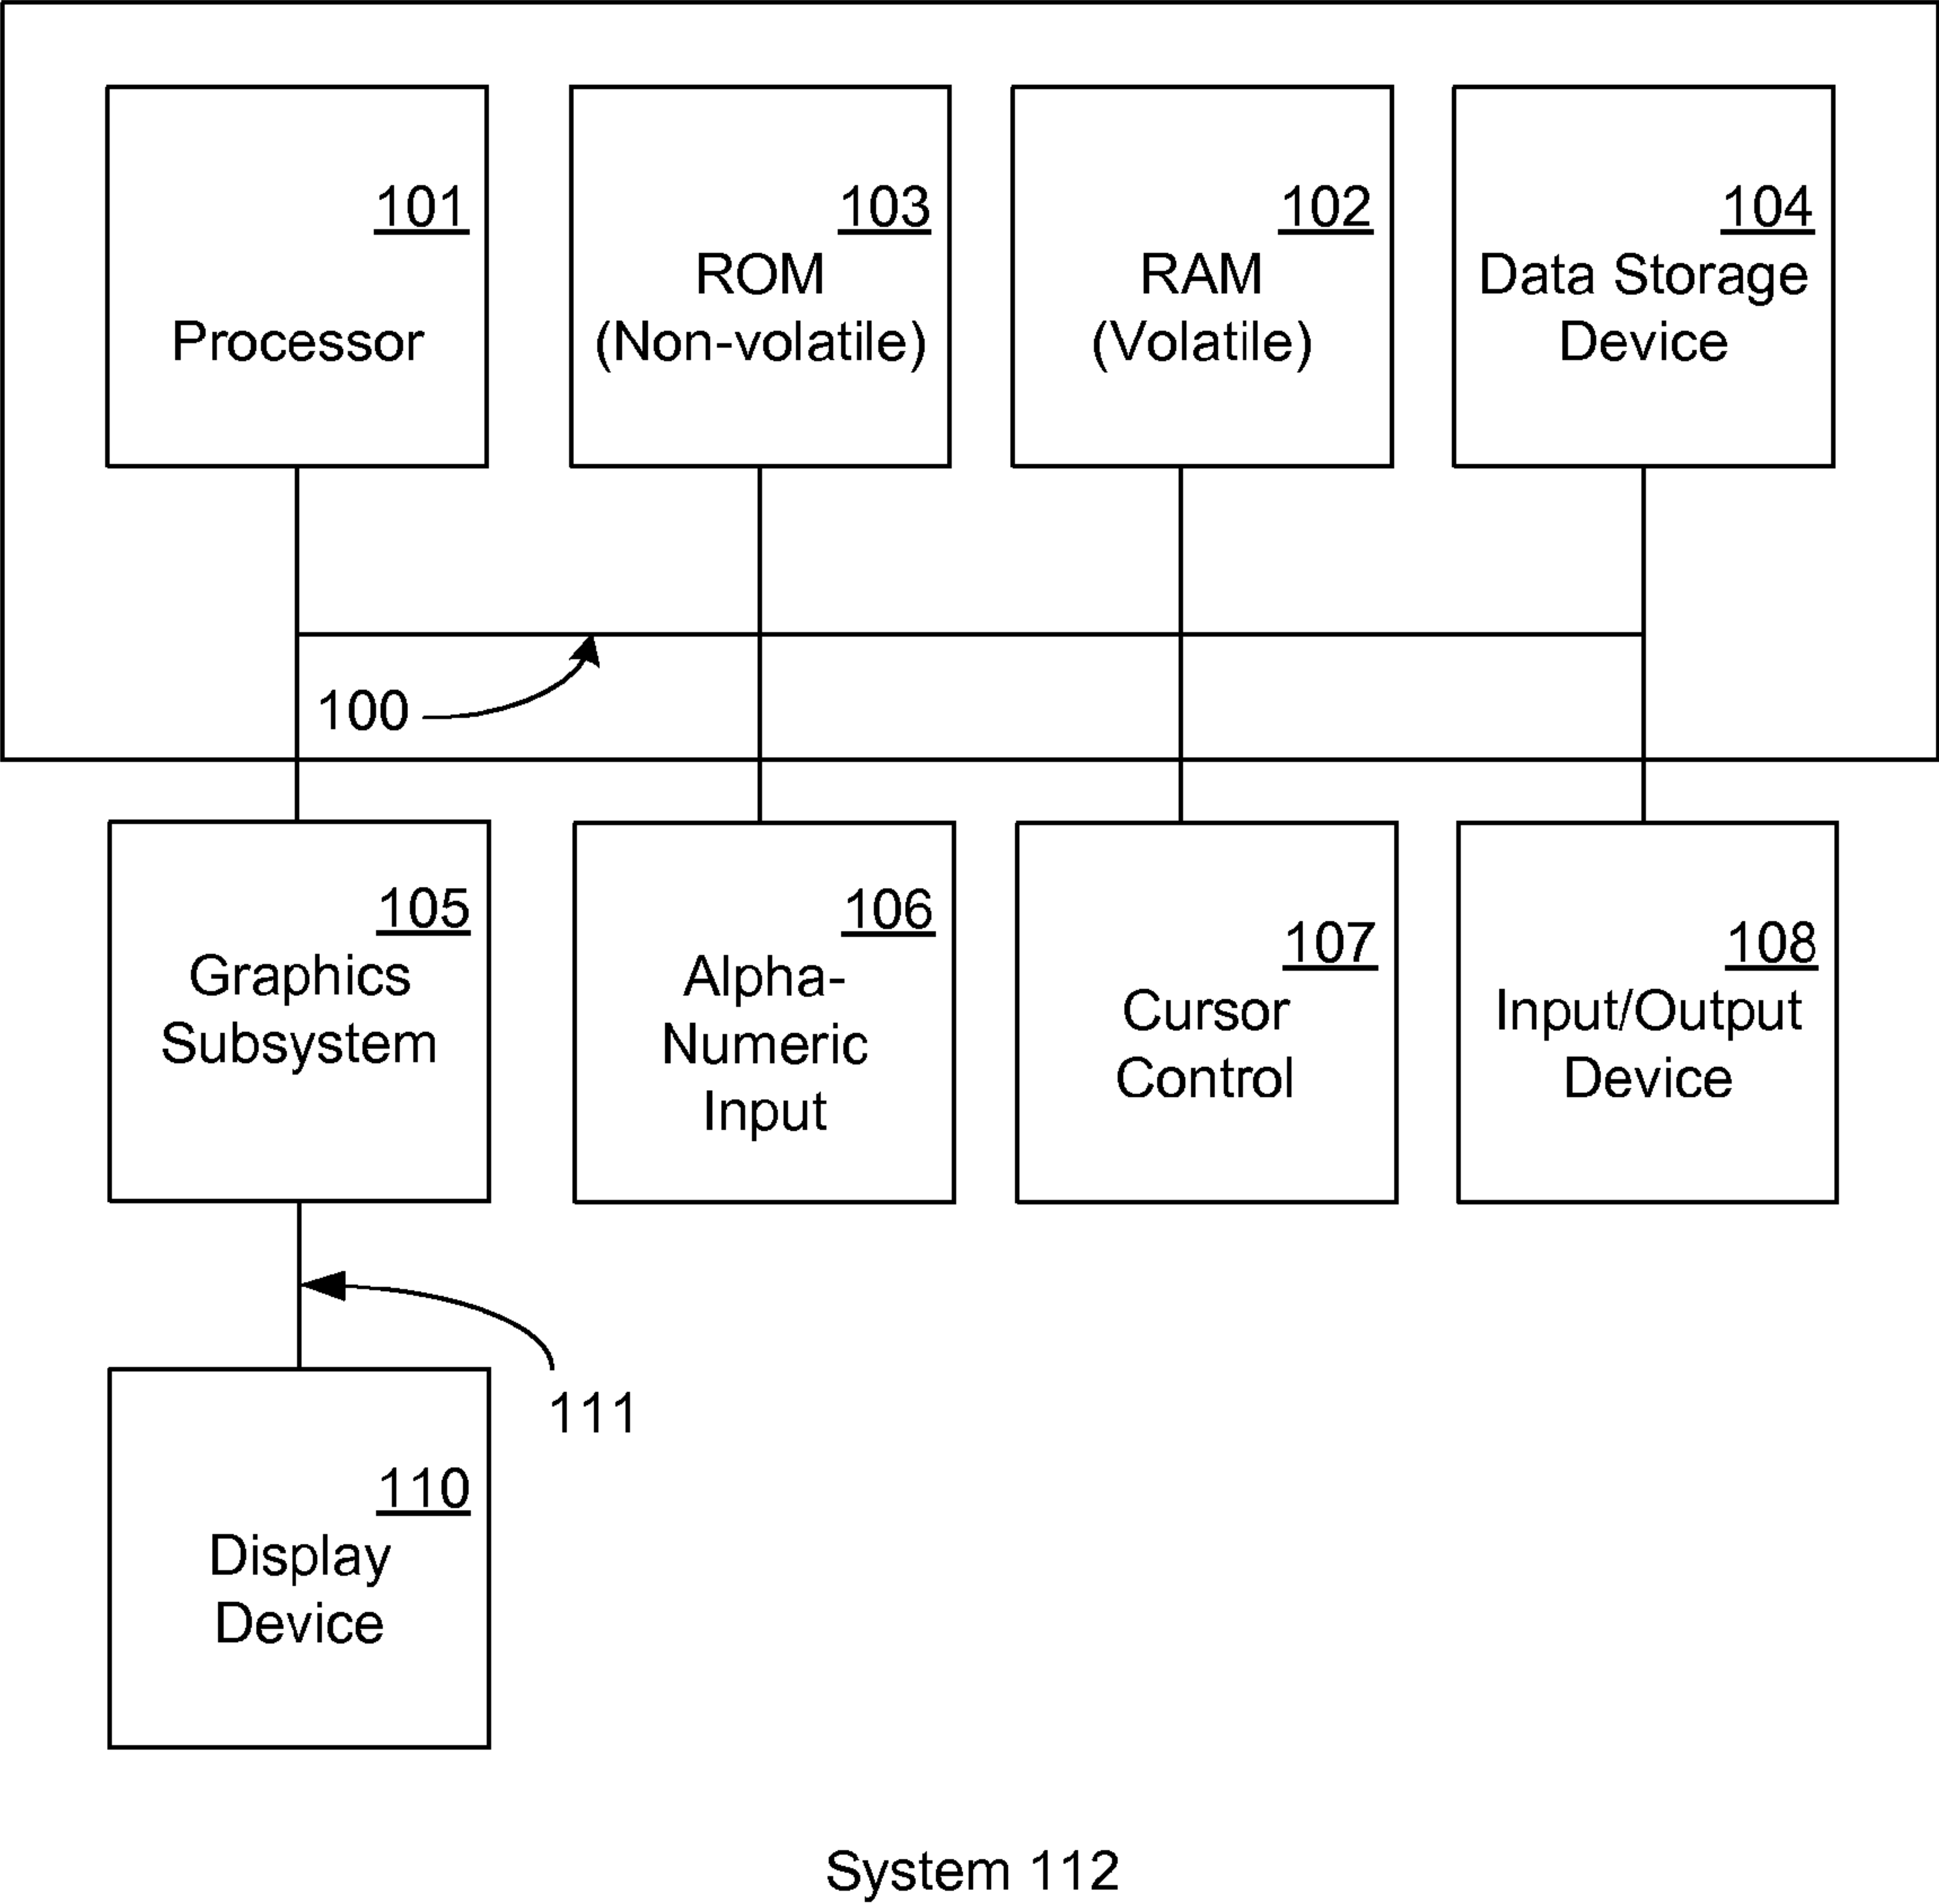 101
Processor
103
ROM
(Non-volatile)
102
RAM
(Volatile)
104
Data Storage
Device
100
105
Graphics
Subsystem
106
Alpha-
Numeric
Input
107
Cursor
Control
108
Input/Output
Device
111
110
Display
Device
System 112